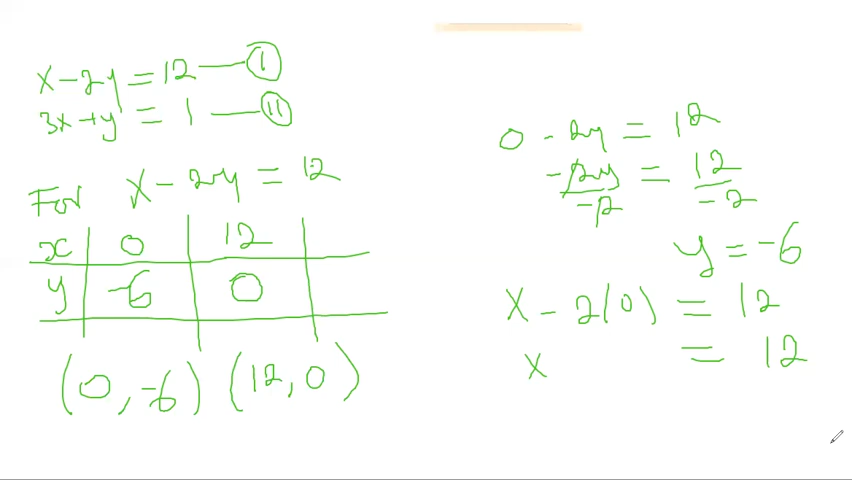 x - 2y = 12 — (I)
3x + y = 1 — (II)
For x - 2y = 12
x | 0 | 12
y | -6 | 0
(0, -6) (12, 0)
0 - 2y = 12
-2y/-2 = 12/-2
y = -6
x - 2(0) = 12
x = 12